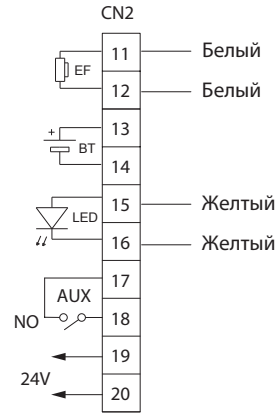 CN2
11 Белый
EF
12 Белый
13
+
BT
14
15 Желтый
LED
16 Желтый
17
AUX
NO 18
19
24V
20